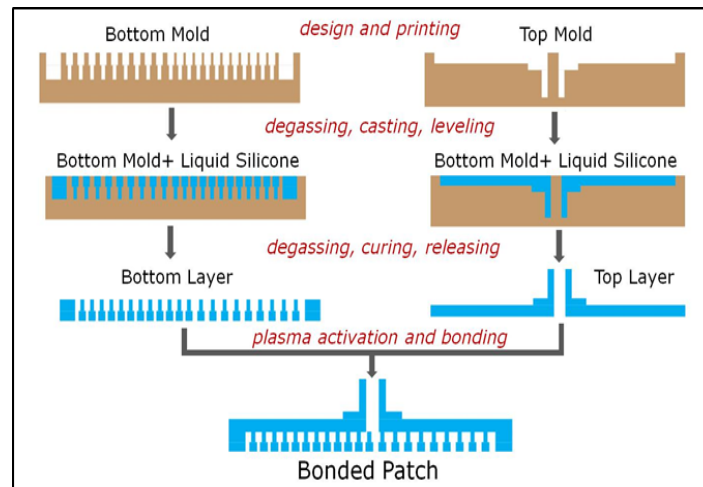 Bottom Mold
design and printing
Top Mold
degassing, casting, leveling
Bottom Mold+ Liquid Silicone
Bottom Mold+ Liquid Silicone
degassing, curing, releasing
Bottom Layer
Top Layer
plasma activation and bonding
Bonded Patch